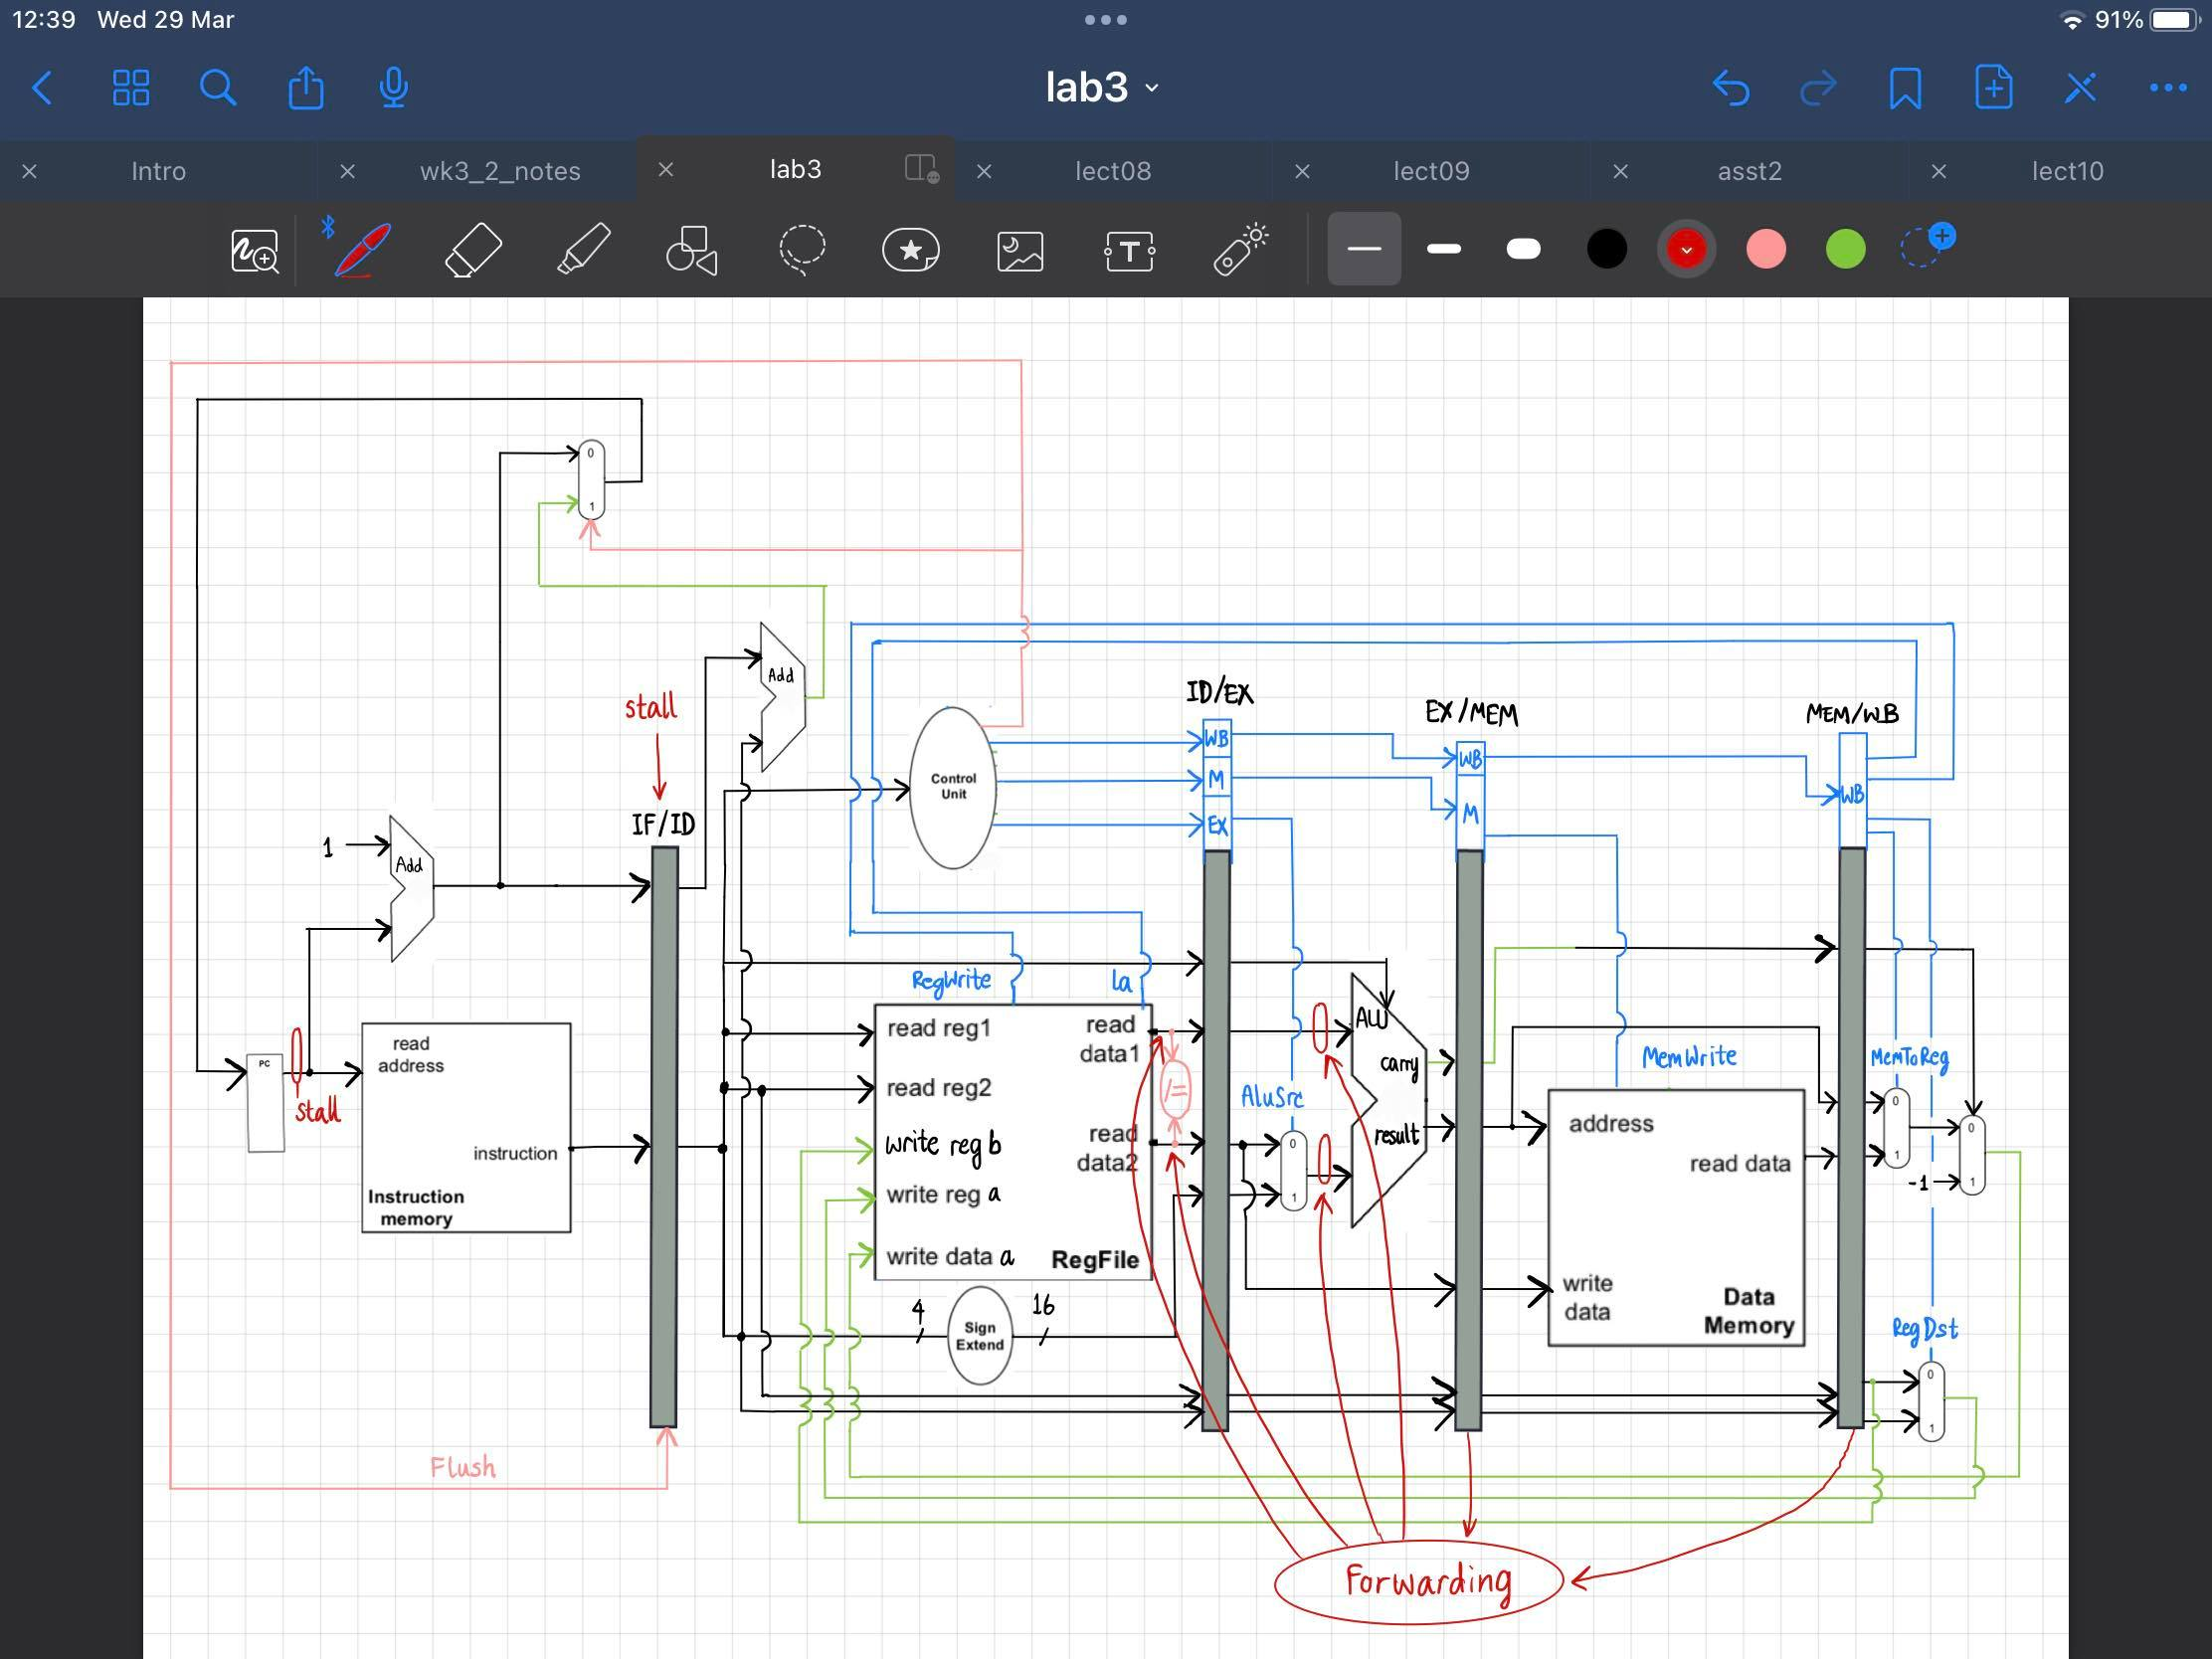 12:39 Wed 29 Mar
91%
lab3
Intro
wk3_2_notes
lab3
lect08
lect09
asst2
lect10
T
0
1
Add
stall
ID/EX
EX/MEM
MEM/WB
WB
M
EX
WB
M
WB
Control
Unit
1
Add
IF/ID
RegWrite
la
PC
stall
read
address
instruction
Instruction
memory
read reg1
read reg2
write reg b
write reg a
write data a
read
data1
read
data2
RegFile
/=
AluSrc
0
1
ALU
carry
result
MemWrite
address
read data
write
data
Data
Memory
MemToReg
0
1
0
-1
1
4
Sign
Extend
16
RegDst
0
1
Flush
Forwarding